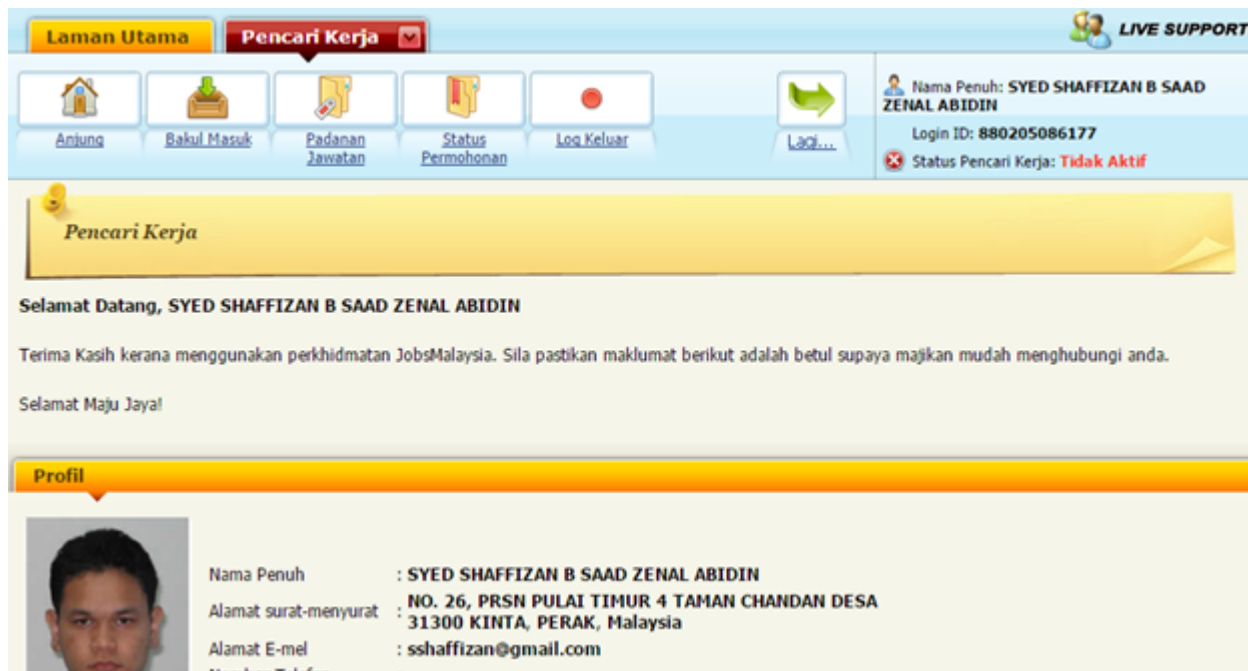 Laman Utama
Pencari Kerja
LIVE SUPPORT
Anjung
Bakul Masuk
Padanan
Jawatan
Status
Permohonan
Log Keluar
Lagi...
Nama Penuh: SYED SHAFFIZAN B SAAD
ZENAL ABIDIN
Login ID: 880205086177
Status Pencari Kerja: Tidak Aktif
Pencari Kerja
Selamat Datang, SYED SHAFFIZAN B SAAD ZENAL ABIDIN
Terima Kasih kerana menggunakan perkhidmatan JobsMalaysia. Sila pastikan maklumat berikut adalah betul supaya majikan mudah menghubungi anda.
Selamat Maju Jaya!
Profil
Nama Penuh : SYED SHAFFIZAN B SAAD ZENAL ABIDIN
Alamat surat-menyurat : NO. 26, PRSN PULAI TIMUR 4 TAMAN CHANDAN DESA
31300 KINTA, PERAK, Malaysia
Alamat E-mel : sshaffizan@gmail.com